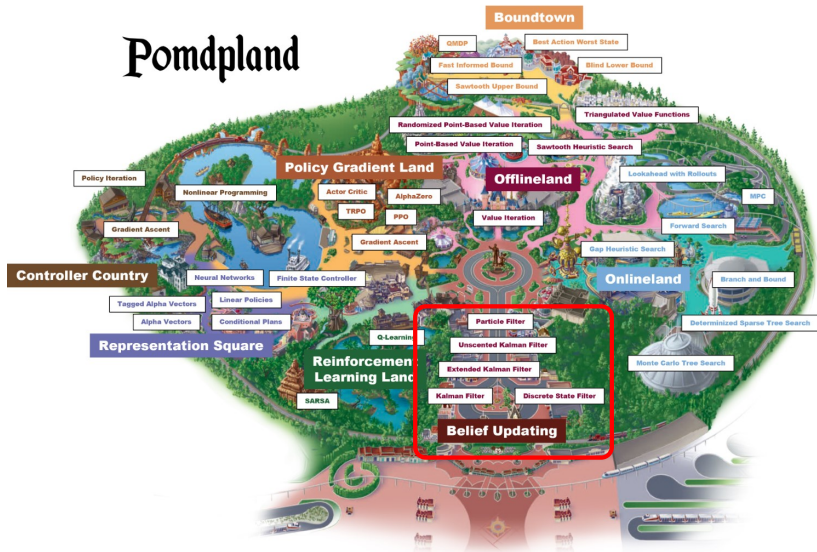 Boundtown
Pomdpland
QMDP
Best Action Worst State
Fast Informed Bound
Blind Lower Bound
Sawtooth Upper Bound
Triangulated Value Functions
Randomized Point-Based Value Iteration
Point-Based Value Iteration
Sawtooth Heuristic Search
Policy Gradient Land
Offlineland
Lookahead with Rollouts
Policy Iteration
Nonlinear Programming
Actor Critic
AlphaZero
MPC
TRPO
PPO
Value Iteration
Forward Search
Gradient Ascent
Gradient Ascent
Gap Heuristic Search
Controller Country
Neural Networks
Finite State Controller
Onlineland
Branch and Bound
Tagged Alpha Vectors
Linear Policies
Alpha Vectors
Conditional Plans
Particle Filter
Determinized Sparse Tree Search
Representation Square
Q-Learning
Unscented Kalman Filter
Reinforcement
Learning Land
Extended Kalman Filter
Monte Carlo Tree Search
SARSA
Kalman Filter
Discrete State Filter
Belief Updating